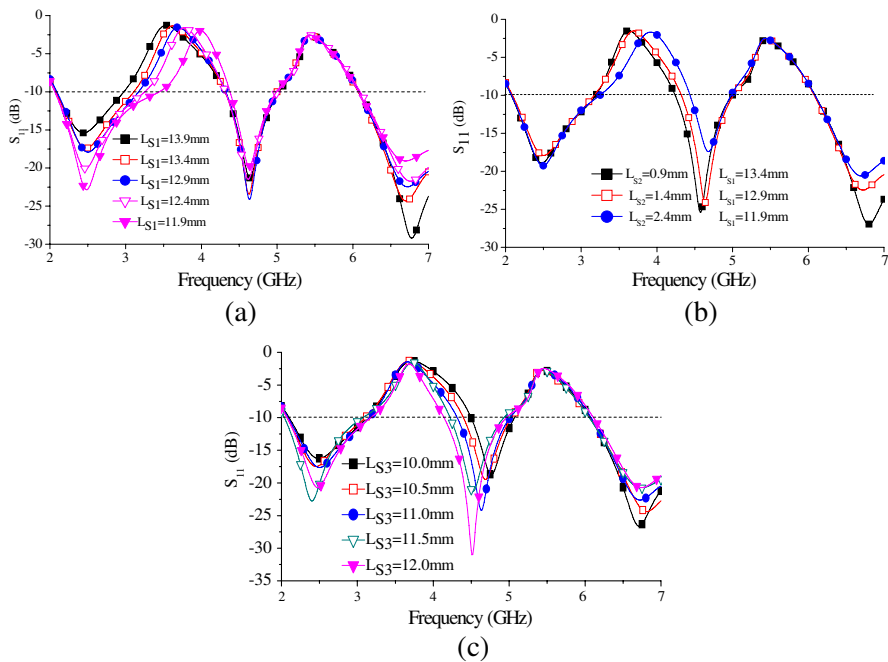 0
-5
-10
-15
-20
-25
-30
S11 (dB)
LS1=13.9mm
LS1=13.4mm
LS1=12.9mm
LS1=12.4mm
LS1=11.9mm
2 3 4 5 6 7
Frequency (GHz)
(a)
0
-5
-10
-15
-20
-25
-30
S11 (dB)
LS2=0.9mm LS1=13.4mm
LS2=1.4mm LS1=12.9mm
LS2=2.4mm LS1=11.9mm
2 3 4 5 6 7
Frequency (GHz)
(b)
0
-5
-10
-15
-20
-25
-30
-35
S11 (dB)
LS3=10.0mm
LS3=10.5mm
LS3=11.0mm
LS3=11.5mm
LS3=12.0mm
2 3 4 5 6 7
Frequency (GHz)
(c)